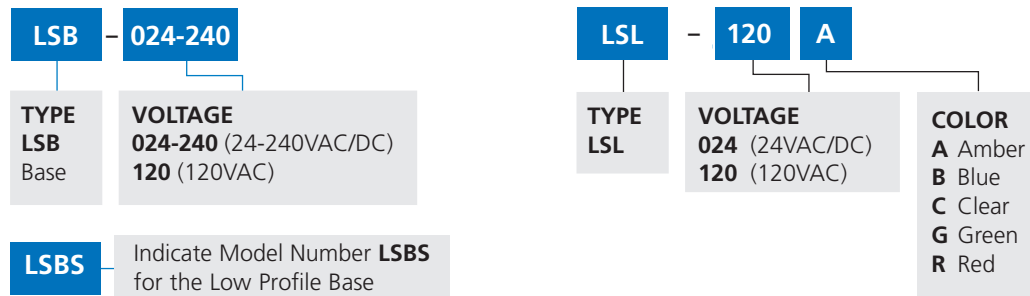 LSB – 024-240
TYPE
LSB
Base
VOLTAGE
024-240 (24-240VAC/DC)
120 (120VAC)
LSBS
Indicate Model Number LSBS
for the Low Profile Base
LSL – 120 A
TYPE
LSL
VOLTAGE
024 (24VAC/DC)
120 (120VAC)
COLOR
A Amber
B Blue
C Clear
G Green
R Red